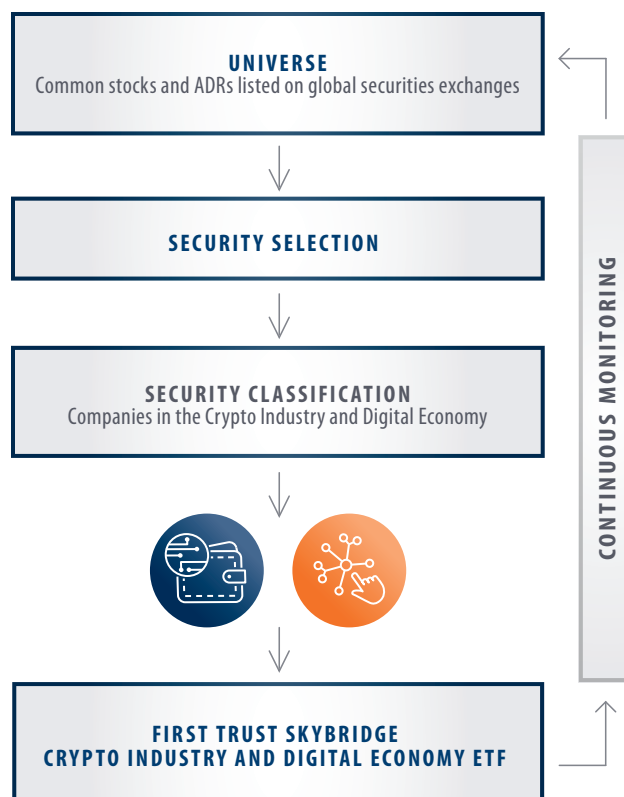 UNIVERSE
Common stocks and ADRs listed on global securities exchanges
SECURITY SELECTION
SECURITY CLASSIFICATION
Companies in the Crypto Industry and Digital Economy
FIRST TRUST SKYBRIDGE
CRYPTO INDUSTRY AND DIGITAL ECONOMY ETF
CONTINUOUS MONITORING